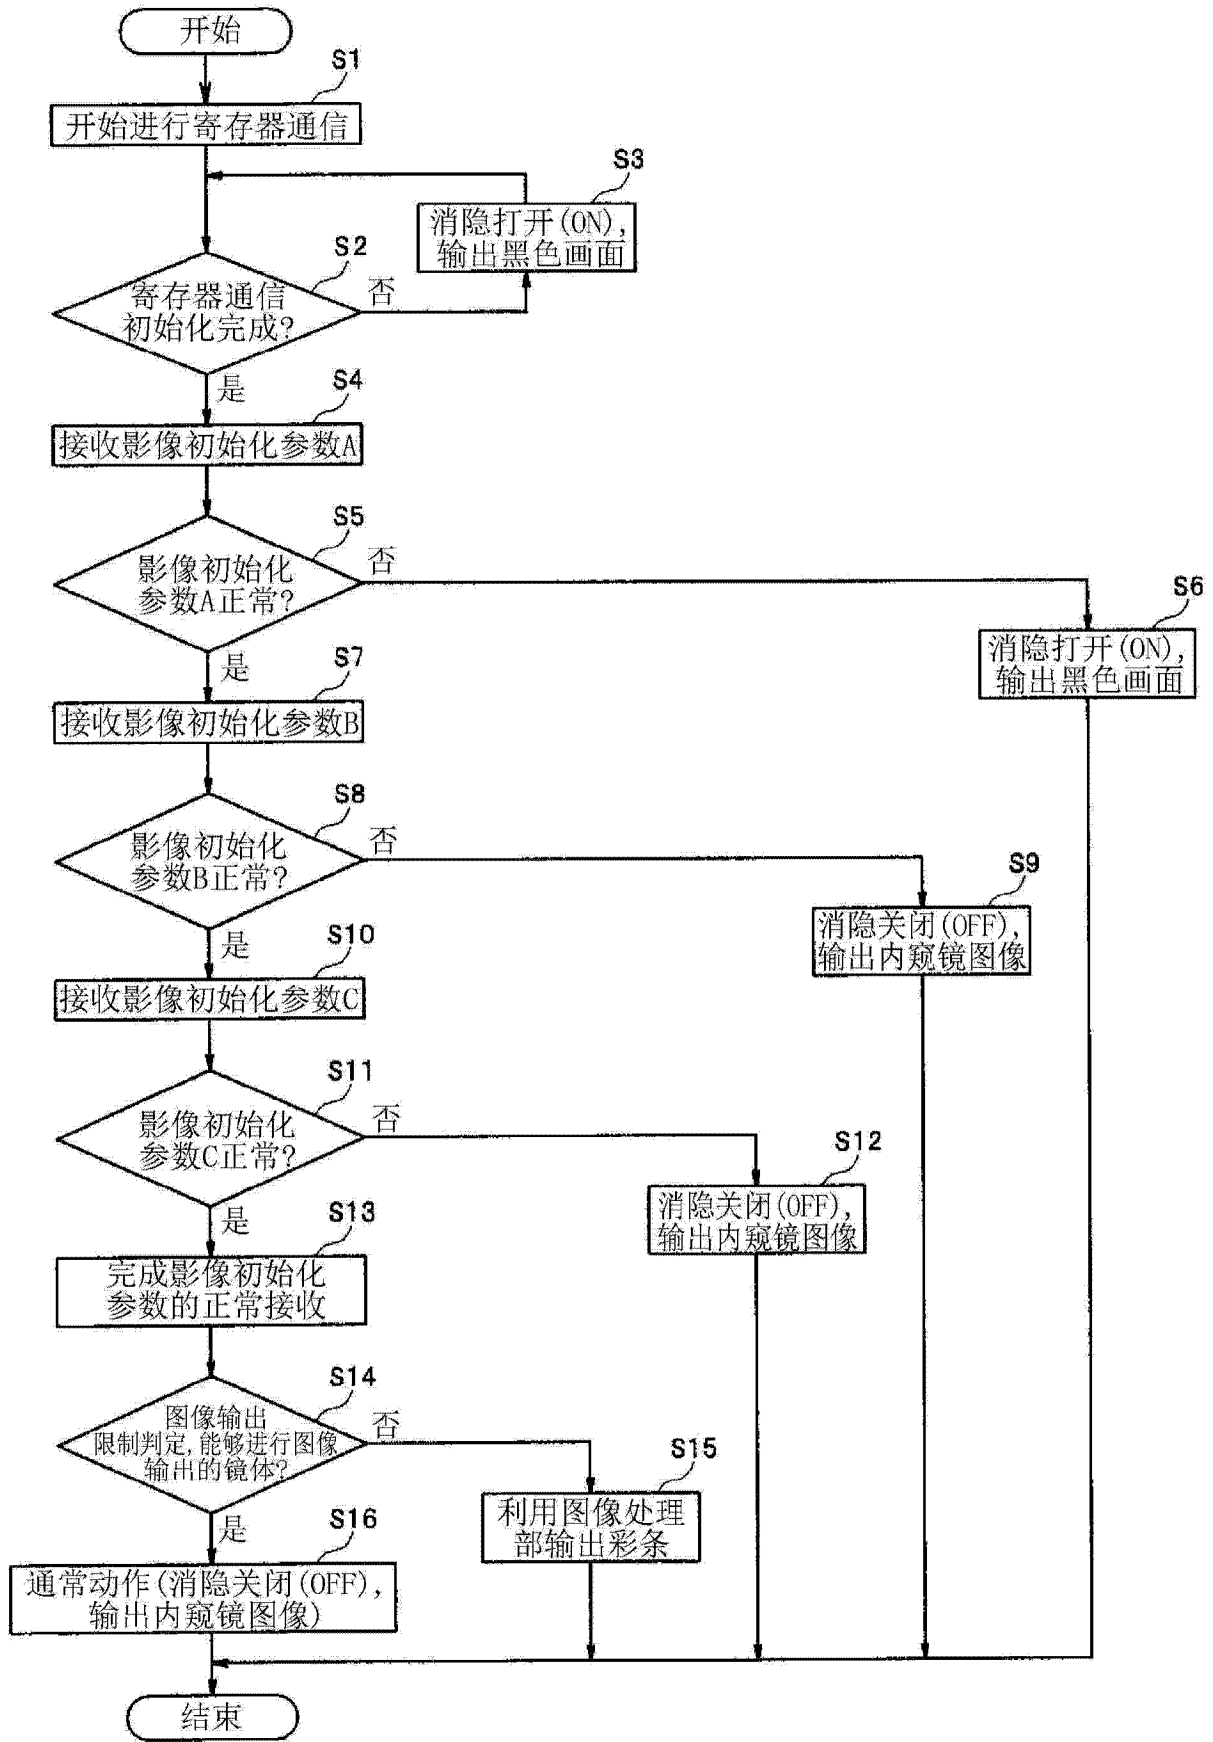 开始
S1
开始进行寄存器通信
S3
消隐打开(ON),
输出黑色画面
S2
寄存器通信
初始化完成?
否
是
S4
接收影像初始化参数A
S5
影像初始化
参数A正常?
否
S6
消隐打开(ON),
输出黑色画面
是
S7
接收影像初始化参数B
S8
影像初始化
参数B正常?
否
S9
消隐关闭(OFF),
输出内窥镜图像
是
S10
接收影像初始化参数C
S11
影像初始化
参数C正常?
否
S12
消隐关闭(OFF),
输出内窥镜图像
是
S13
完成影像初始化
参数的正常接收
S14
图像输出
限制判定,能够进行图像
输出的镜体?
否
S15
利用图像处理
部输出彩条
是
S16
通常动作(消隐关闭(OFF),
输出内窥镜图像)
结束